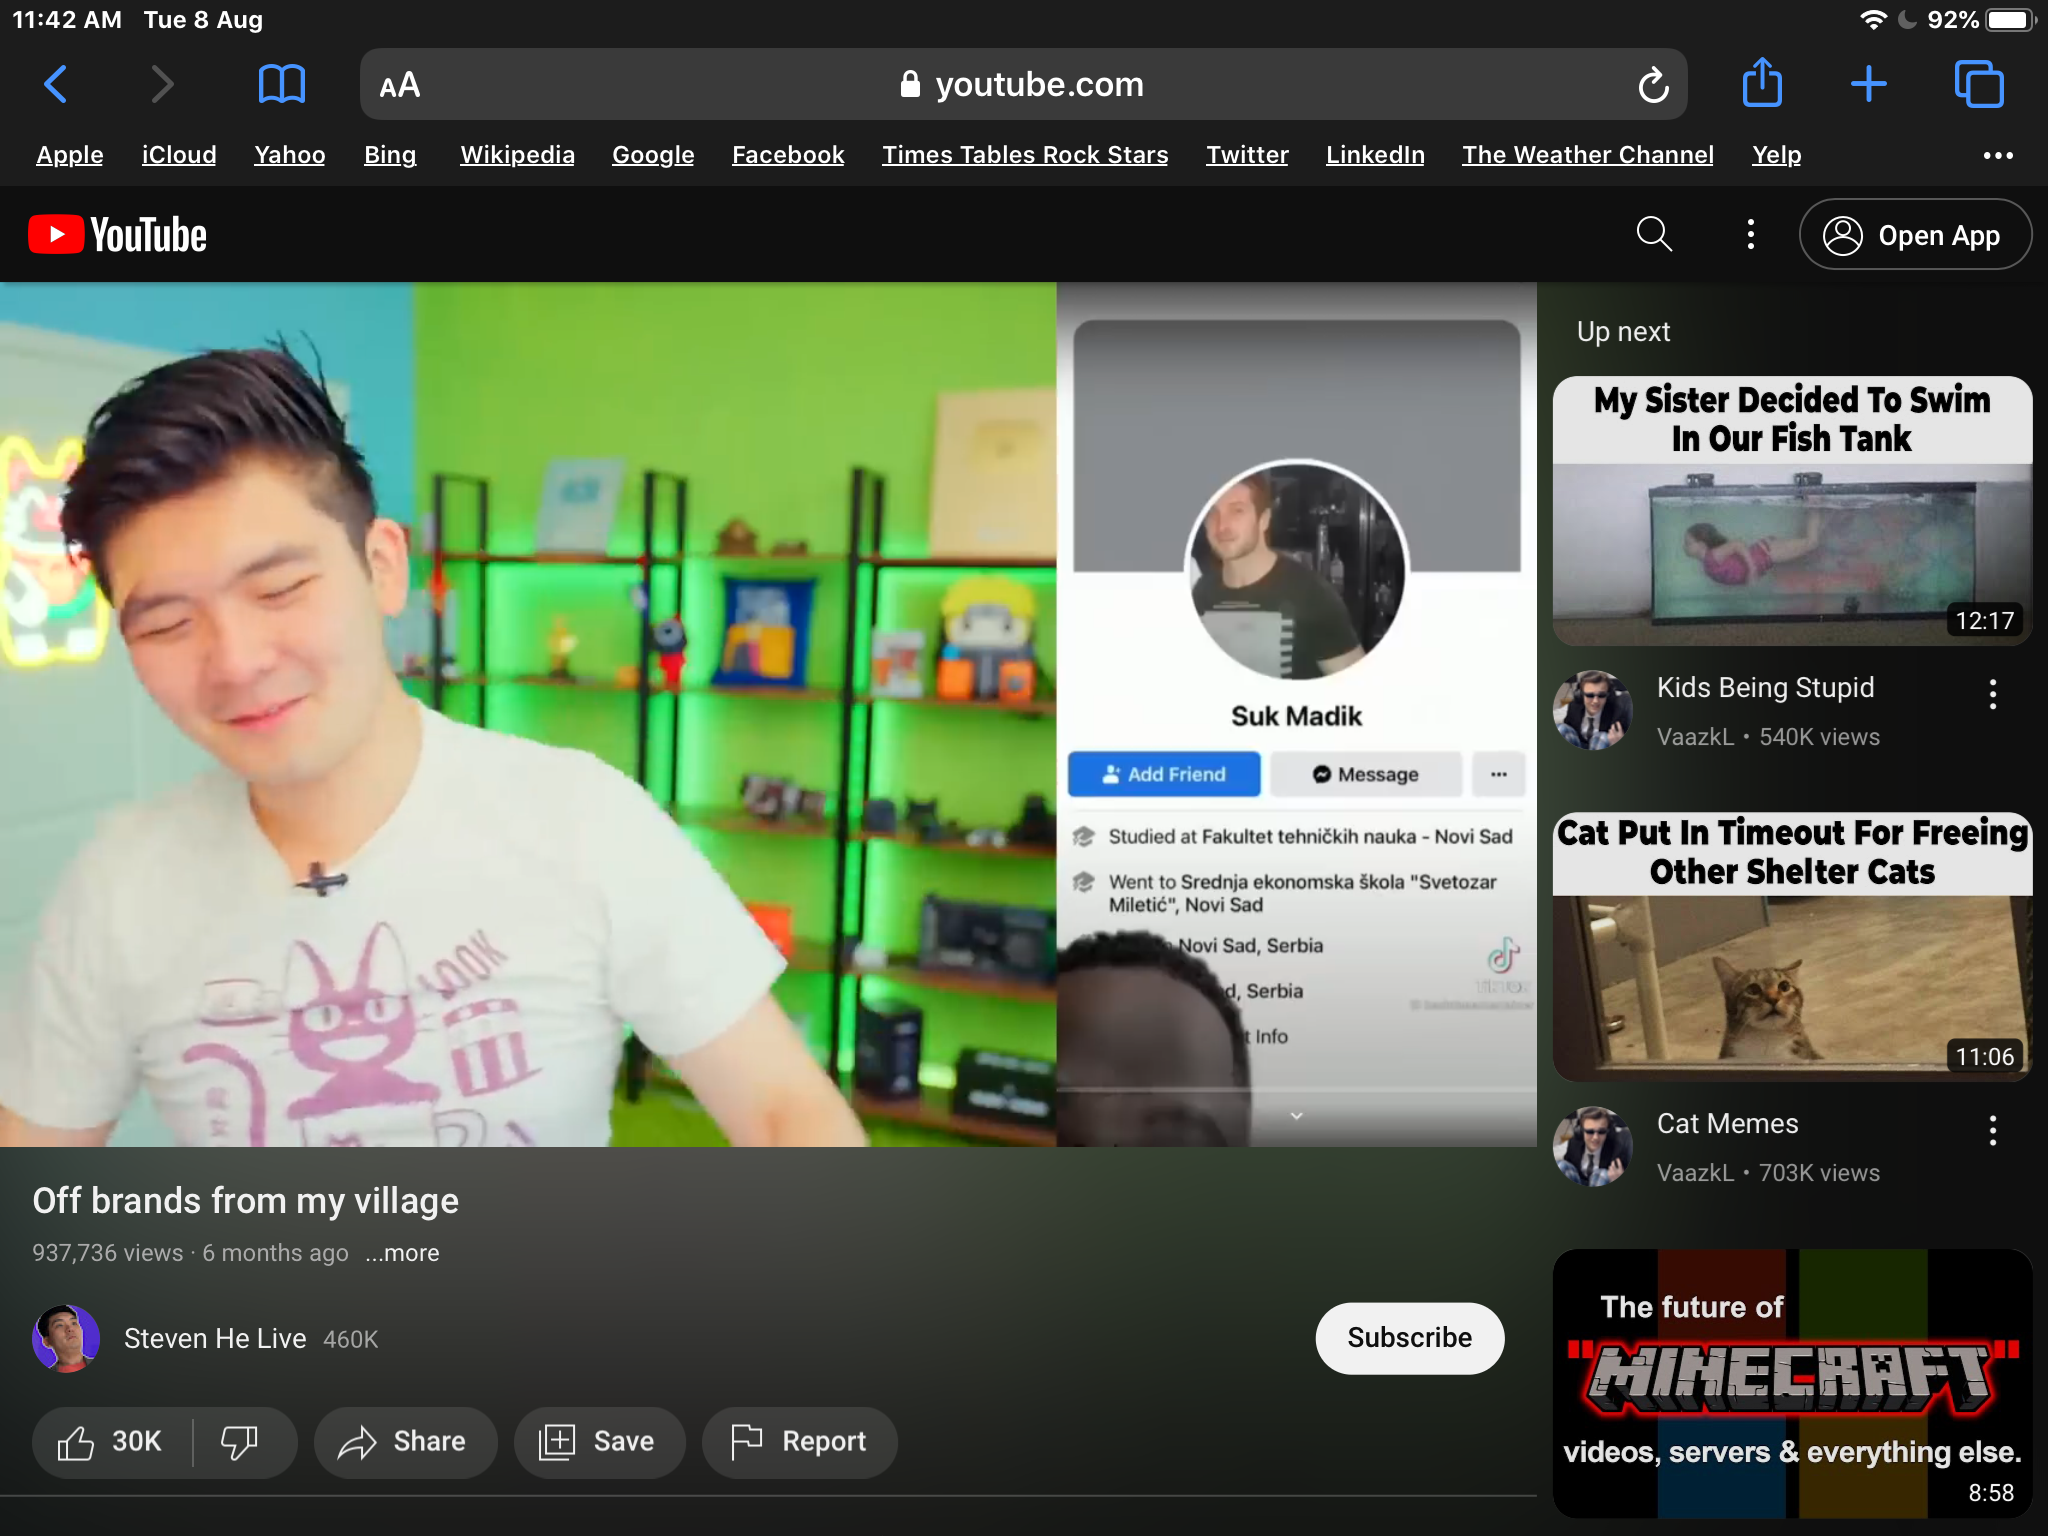 11:42 AM Tue 8 Aug
92%
AA
youtube.com
Apple iCloud Yahoo Bing Wikipedia Google Facebook Times Tables Rock Stars Twitter LinkedIn The Weather Channel Yelp
YouTube
Open App
LOOK
Suk Madik
Add Friend
Message
Studied at Fakultet tehničkih nauka - Novi Sad
Went to Srednja ekonomska škola "Svetozar
Miletić", Novi Sad
Novi Sad, Serbia
d, Serbia
t Info
TikTok
Off brands from my village
937,736 views · 6 months ago ...more
Steven He Live 460K
Subscribe
30K
Share
Save
Report
Up next
My Sister Decided To Swim
In Our Fish Tank
12:17
Kids Being Stupid
VaazkL • 540K views
Cat Put In Timeout For Freeing
Other Shelter Cats
11:06
Cat Memes
VaazkL • 703K views
The future of
"MINECRAFT"
videos, servers & everything else.
8:58